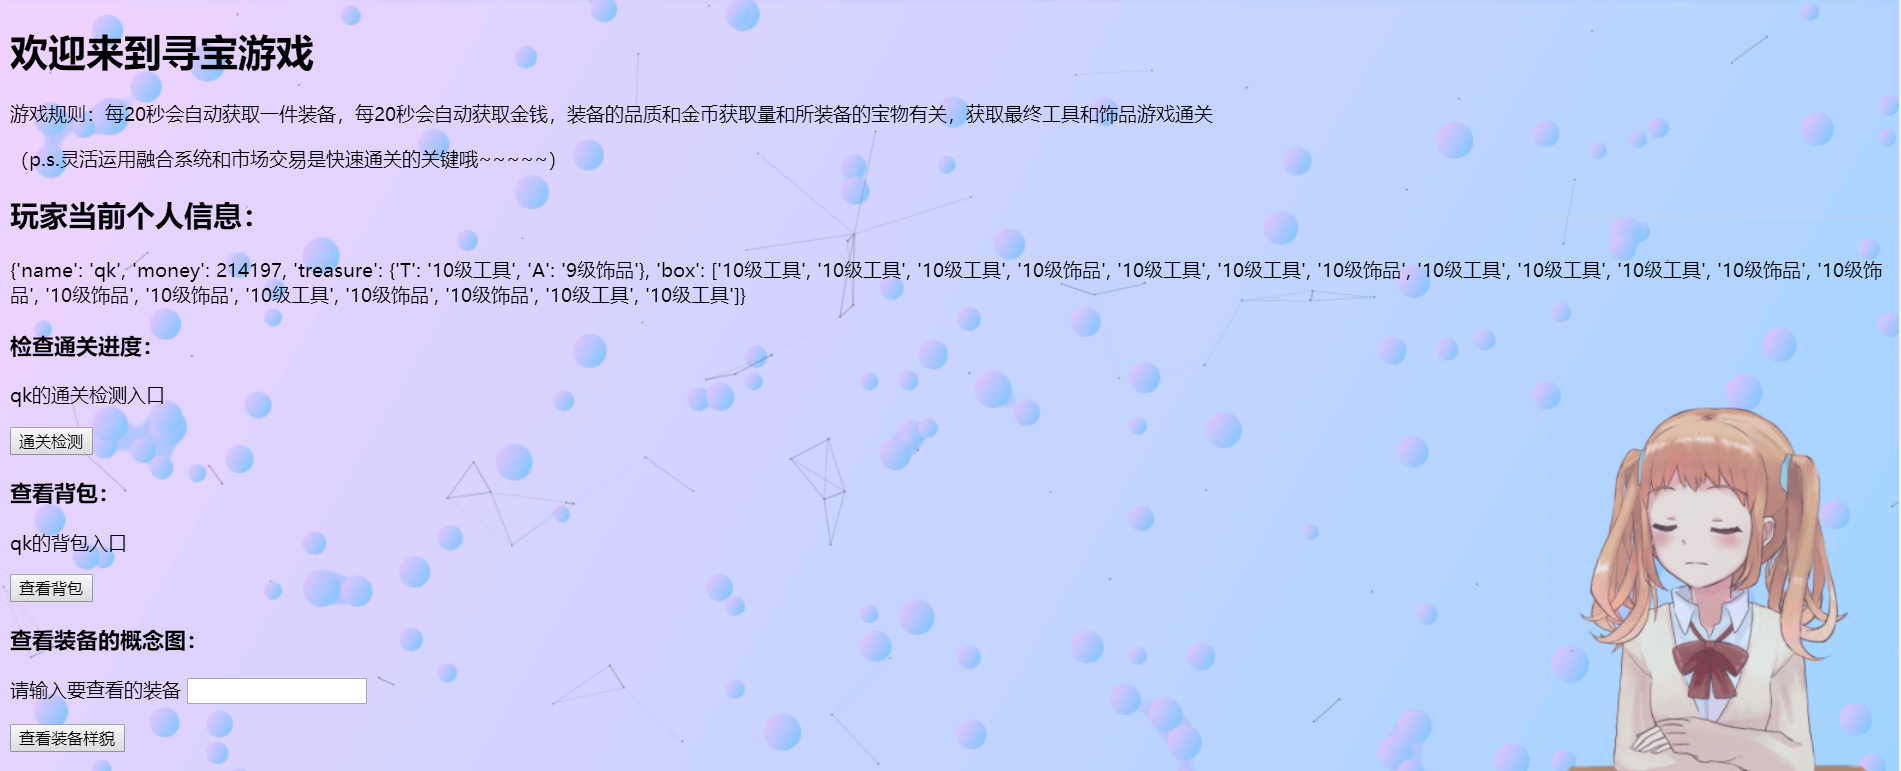 欢迎来到寻宝游戏
游戏规则：每20秒会自动获取一件装备，每20秒会自动获取金钱，装备的品质和金币获取量和所装备的宝物有关，获取最终工具和饰品游戏通关
（p.s.灵活运用融合系统和市场交易是快速通关的关键哦~~~~~）
玩家当前个人信息：
{'name': 'qk', 'money': 214197, 'treasure': {'T': '10级工具', 'A': '9级饰品'}, 'box': ['10级工具', '10级工具', '10级工具', '10级饰品', '10级工具', '10级工具', '10级饰品', '10级工具', '10级工具', '10级工具', '10级饰品', '10级饰
品', '10级饰品', '10级饰品', '10级工具', '10级饰品', '10级饰品', '10级工具', '10级工具']}
检查通关进度：
qk的通关检测入口
通关检测
查看背包：
qk的背包入口
查看背包
查看装备的概念图：
请输入要查看的装备
查看装备样貌